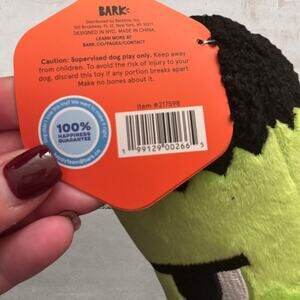 BARK
Distributed by Barkbox, Inc.
120 Broadway, FL 12, New York, NY 10271
DESIGNED IN NYC. MADE IN CHINA.
LEARN MORE AT
BARK.CO/PAGES/CONTACT
Caution: Supervised dog play only. Keep away
from children. To avoid the risk of injury to your
dog, discard this toy if any portion breaks apart.
Make no bones about it.
Item #217598
100%
HAPPINESS
GUARANTEE
1 99129 00266 5